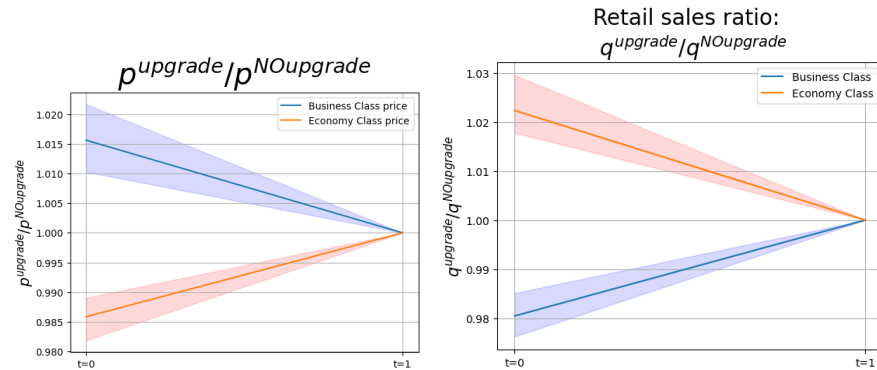 p^upgrade/p^NOupgrade
Business Class price
Economy Class price
1.020
1.015
1.010
1.005
1.000
0.995
0.990
0.985
0.980
p^upgrade/p^NOupgrade
t=0
t=1
Retail sales ratio:
q^upgrade/q^NOupgrade
Business Class
Economy Class
1.03
1.02
1.01
1.00
0.99
0.98
q^upgrade/q^NOupgrade
t=0
t=1